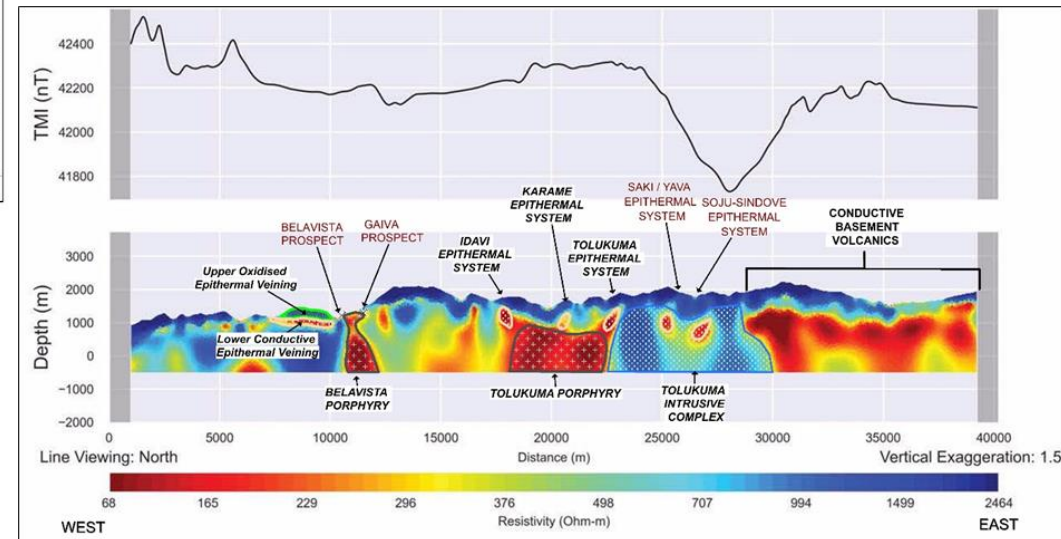 42400
42200
42000
41800
TMI (nT)
BELAVISTA
PROSPECT
GAIVA
PROSPECT
IDAVI
EPITHERMAL
SYSTEM
KARAME
EPITHERMAL
SYSTEM
TOLUKUMA
EPITHERMAL
SYSTEM
SAKI / YAVA
EPITHERMAL
SYSTEM
SOJU-SINDOVE
EPITHERMAL
SYSTEM
CONDUCTIVE
BASEMENT
VOLCANICS
Upper Oxidised
Epithermal Veining
Lower Conductive
Epithermal Veining
3000
2000
1000
0
−1000
−2000
Depth (m)
BELAVISTA
PORPHYRY
TOLUKUMA PORPHYRY
TOLUKUMA
INTRUSIVE
COMPLEX
0 5000 10000 15000 20000 25000 30000 35000 40000
Line Viewing: North Distance (m) Vertical Exaggeration: 1.5
68 165 229 296 376 498 707 994 1499 2464
Resistivity (Ohm-m)
WEST EAST